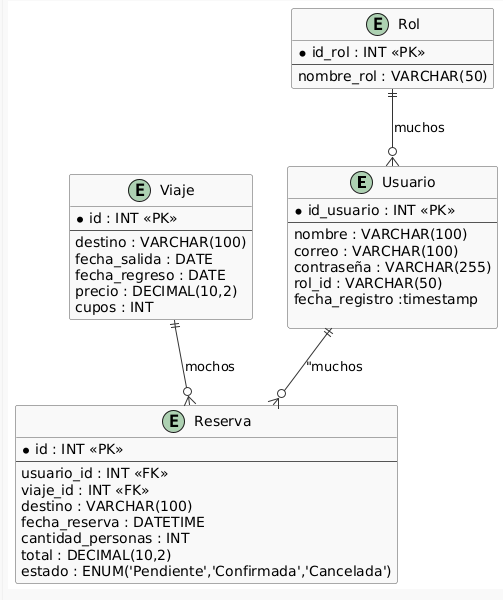 E Rol
id_rol : INT «PK»
nombre_rol : VARCHAR(50)
muchos
E Viaje
id : INT «PK»
destino : VARCHAR(100)
fecha_salida : DATE
fecha_regreso : DATE
precio : DECIMAL(10,2)
cupos : INT
E Usuario
id_usuario : INT «PK»
nombre : VARCHAR(100)
correo : VARCHAR(100)
contraseña : VARCHAR(255)
rol_id : VARCHAR(50)
fecha_registro :timestamp
mochos
"muchos
E Reserva
id : INT «PK»
usuario_id : INT «FK»
viaje_id : INT «FK»
destino : VARCHAR(100)
fecha_reserva : DATETIME
cantidad_personas : INT
total : DECIMAL(10,2)
estado : ENUM('Pendiente','Confirmada','Cancelada')